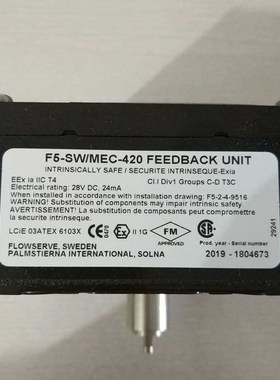 F5-SW/MEC-420 FEEDBACK UNIT
INTRINSICALLY SAFE / SECURITE INTRINSEQUE-Exia
EEx ia IIC T4 Cl.I Div1 Groups C-D T3C
Electrical rating: 28V DC, 24mA
When installed in accordance with installation drawing: F5-2-4-9516
WARNING! Substitution of components may impair intrinsic safety
AVERTISSEMENT! La substitution de composants peut compromettre
la securite intrinseque.
LCIE 03ATEX 6103X CE 0420 Ex II 1G FM APPROVED
Prod. year - Serial number:
FLOWSERVE, SWEDEN
PALMSTIERNA INTERNATIONAL, SOLNA
2019 - 1804673
29241